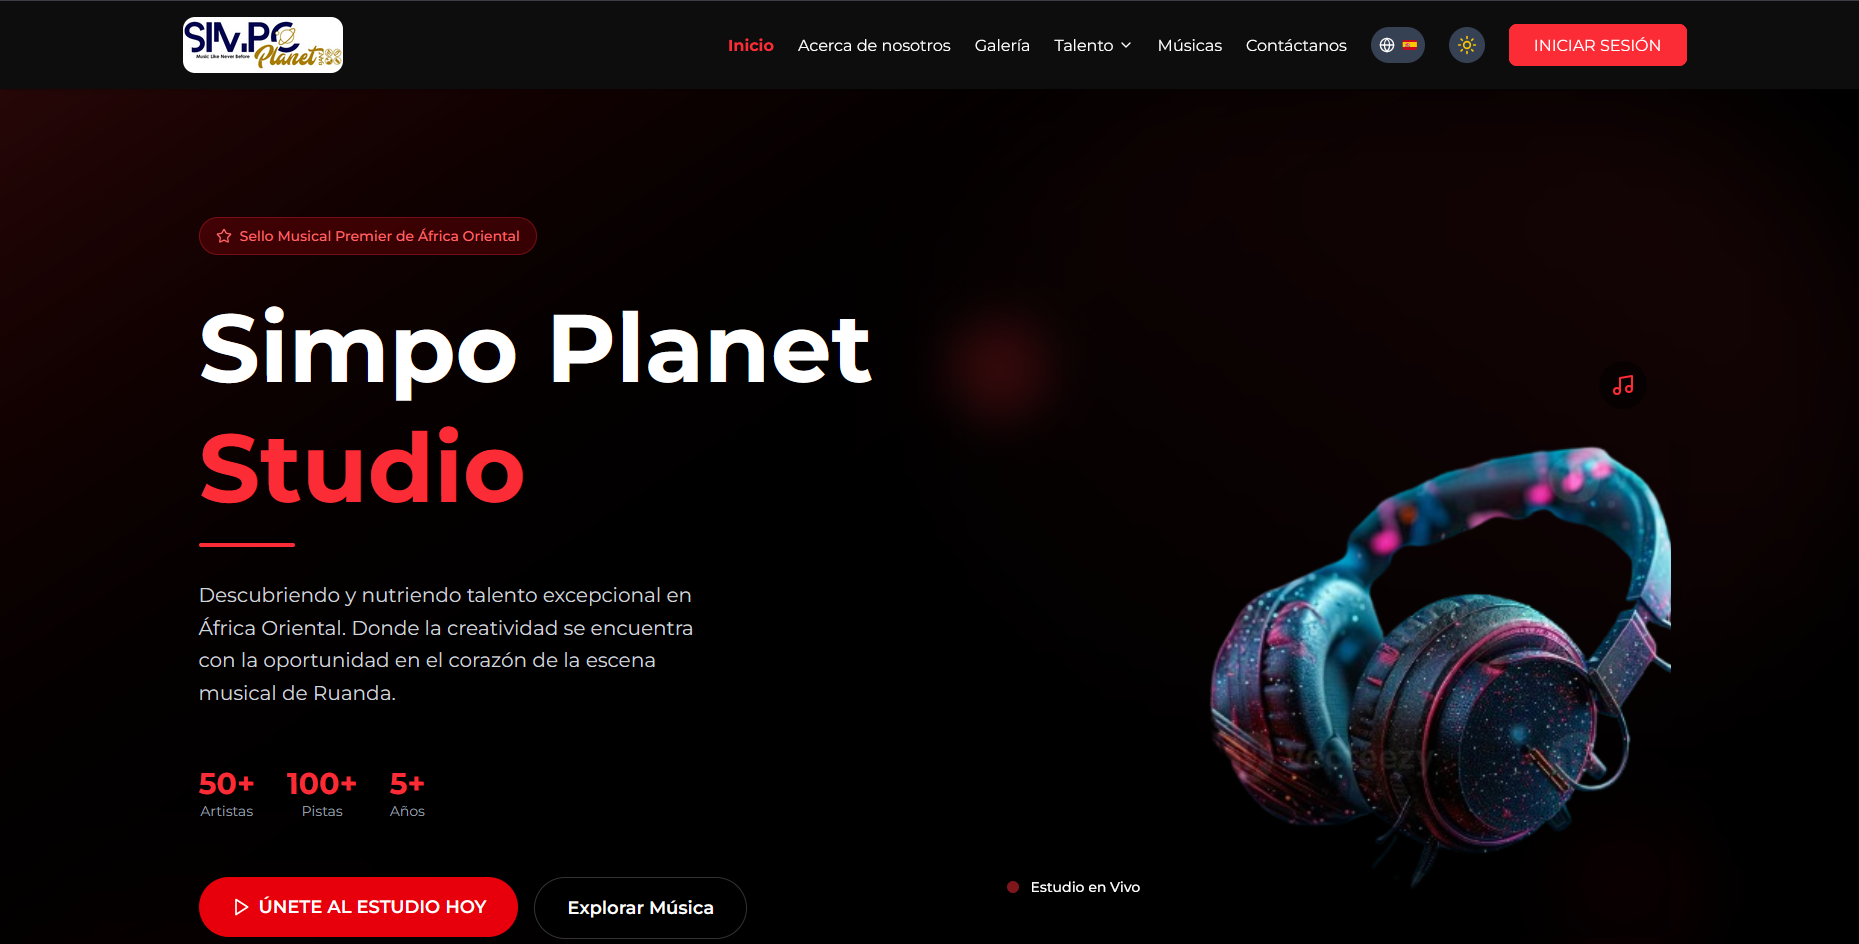 SIMPO
Planet
Music Like Never Before
Inicio
Acerca de nosotros
Galería
Talento
Músicas
Contáctanos
INICIAR SESIÓN
Sello Musical Premier de África Oriental
Simpo Planet
Studio
Descubriendo y nutriendo talento excepcional en
África Oriental. Donde la creatividad se encuentra
con la oportunidad en el corazón de la escena
musical de Ruanda.
50+ 100+ 5+
Artistas Pistas Años
ÚNETE AL ESTUDIO HOY
Explorar Música
Estudio en Vivo